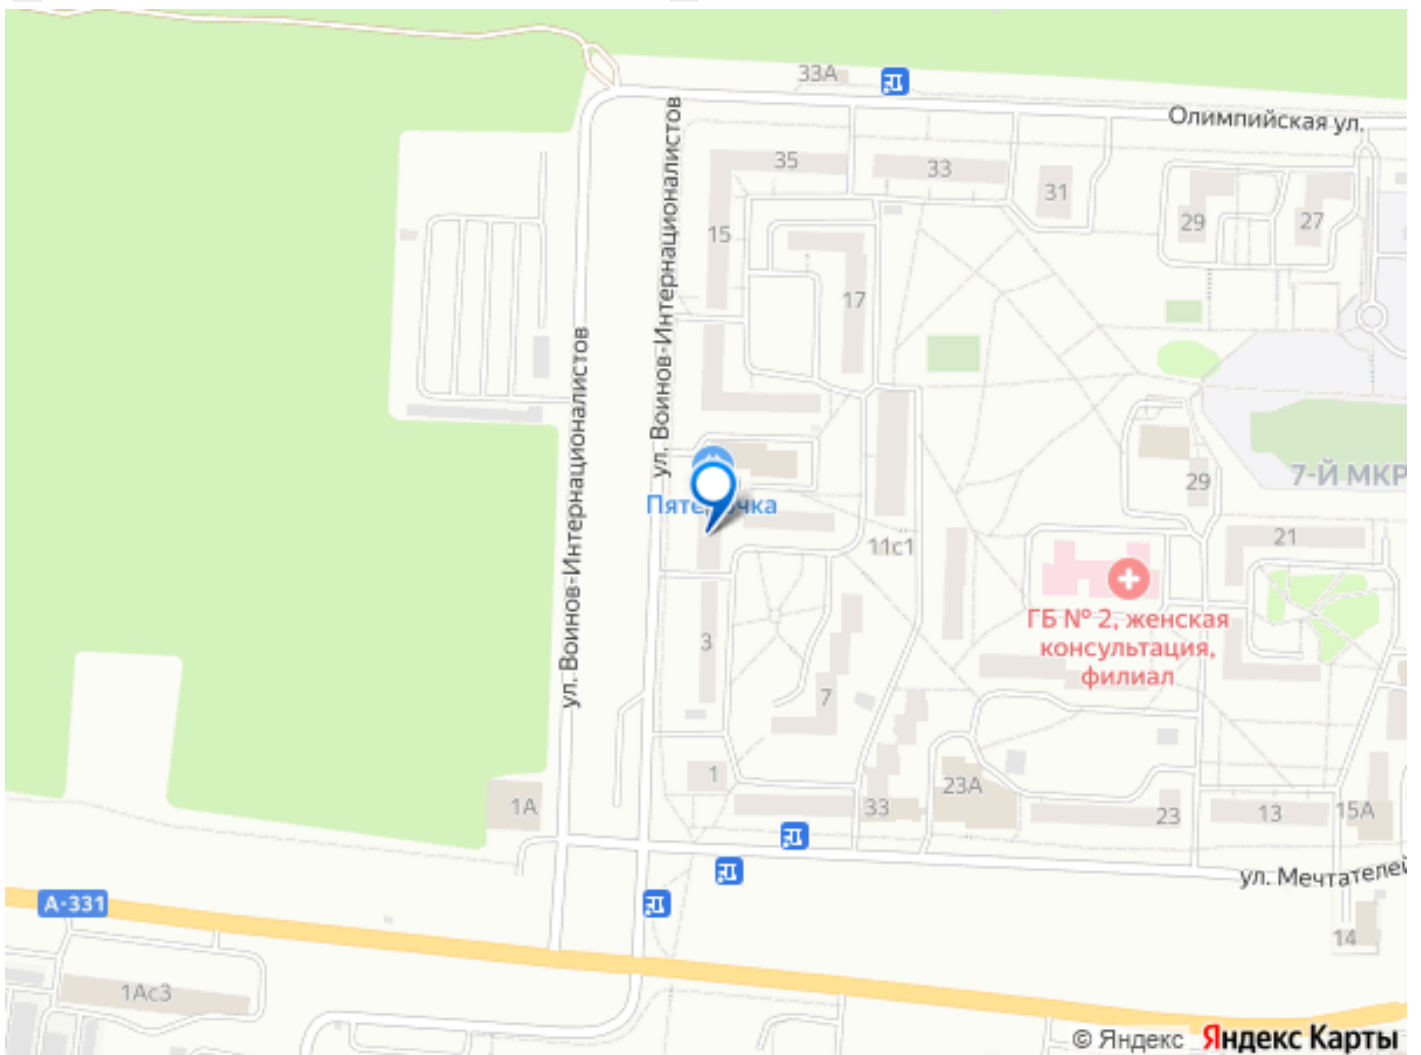 33А
Олимпийская ул.
35
33
31
29
27
15
17
ул. Воинов-Интернационалистов
ул. Воинов-Интернационалистов
7-Й МКР
29
Пятёрочка
11с1
21
ГБ № 2, женская
консультация,
филиал
3
7
1
1А
33
23А
23
13
15А
ул. Мечтателей
А-331
14
1Ас3
© Яндекс Яндекс Карты